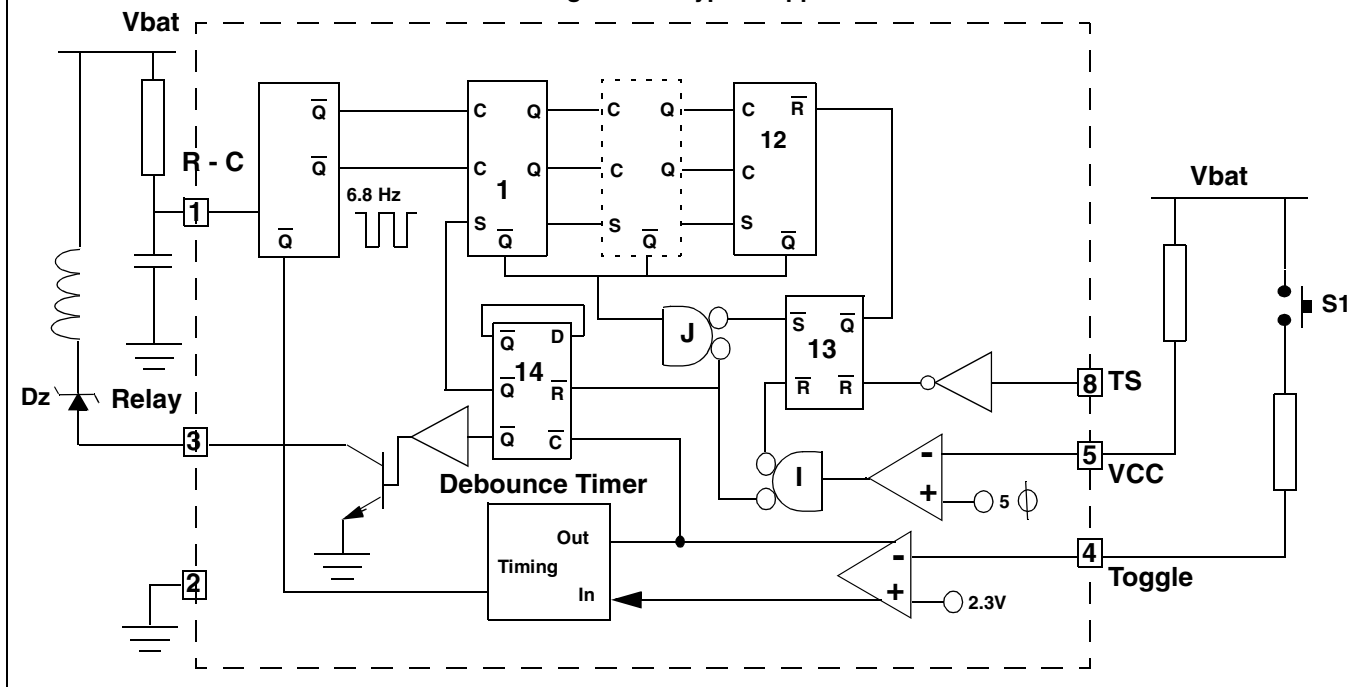 Vbat
R - C
1
Q̅
Q̅
Q̅
6.8 Hz
C Q
C Q
1
S
Q̅
C Q
C Q
S
Q̅
C R̅
12
C
S
Q̅
Vbat
S1
J
S̅ Q̅
13
R̅ R̅
8 TS
Q̅ D
14
Q̅ R̅
Q̅ C̅
Dz
Relay
3
I
-
+
5 ϕ
5
VCC
Debounce Timer
Out
Timing
In
-
+
2.3V
4
Toggle
2